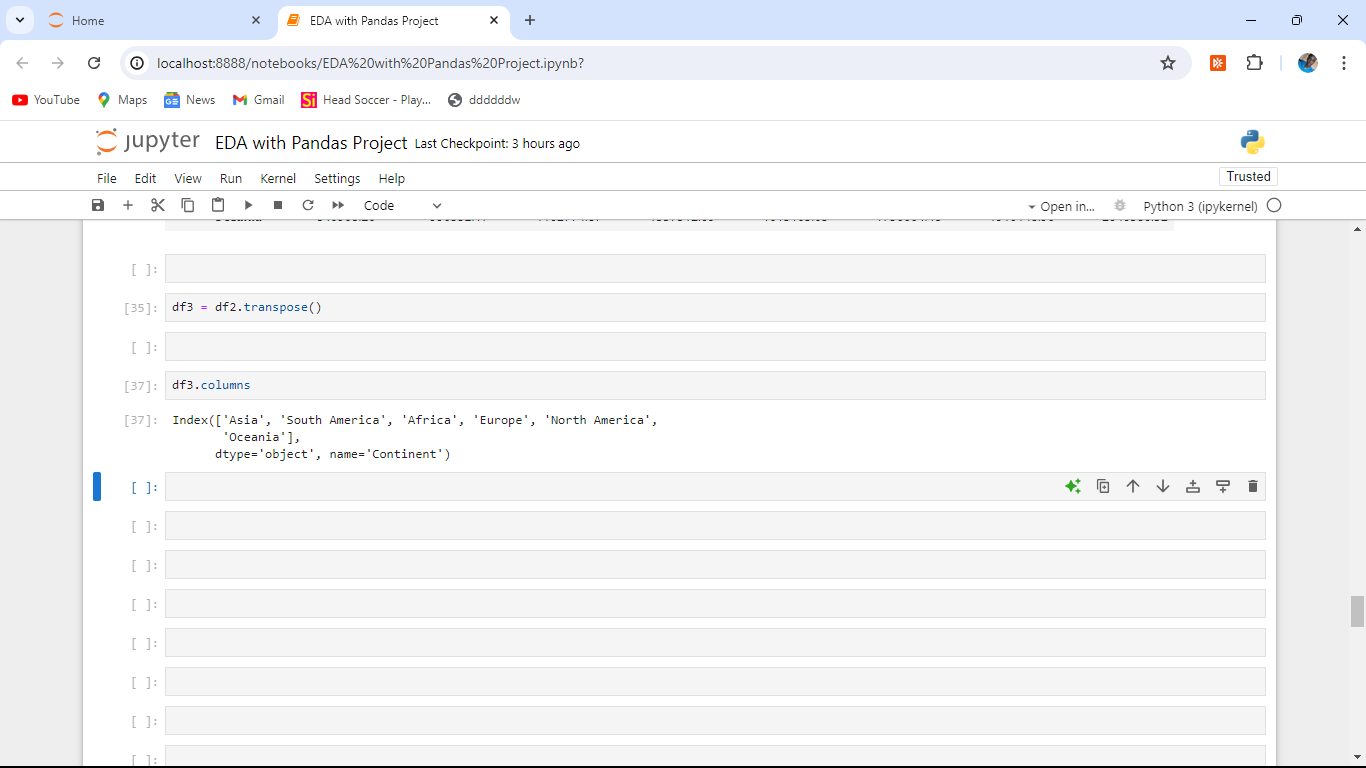 Home
EDA with Pandas Project
localhost:8888/notebooks/EDA%20with%20Pandas%20Project.ipynb?
YouTube
Maps
News
Gmail
Head Soccer - Play...
ddddddw
jupyter
EDA with Pandas Project
Last Checkpoint: 3 hours ago
File
Edit
View
Run
Kernel
Settings
Help
Trusted
Code
Open in...
Python 3 (ipykernel)
[ ]:
[35]: df3 = df2.transpose()
[ ]:
[37]: df3.columns
[37]: Index(['Asia', 'South America', 'Africa', 'Europe', 'North America',
'Oceania'],
dtype='object', name='Continent')
[ ]:
[ ]:
[ ]:
[ ]:
[ ]:
[ ]:
[ ]:
[ ]: